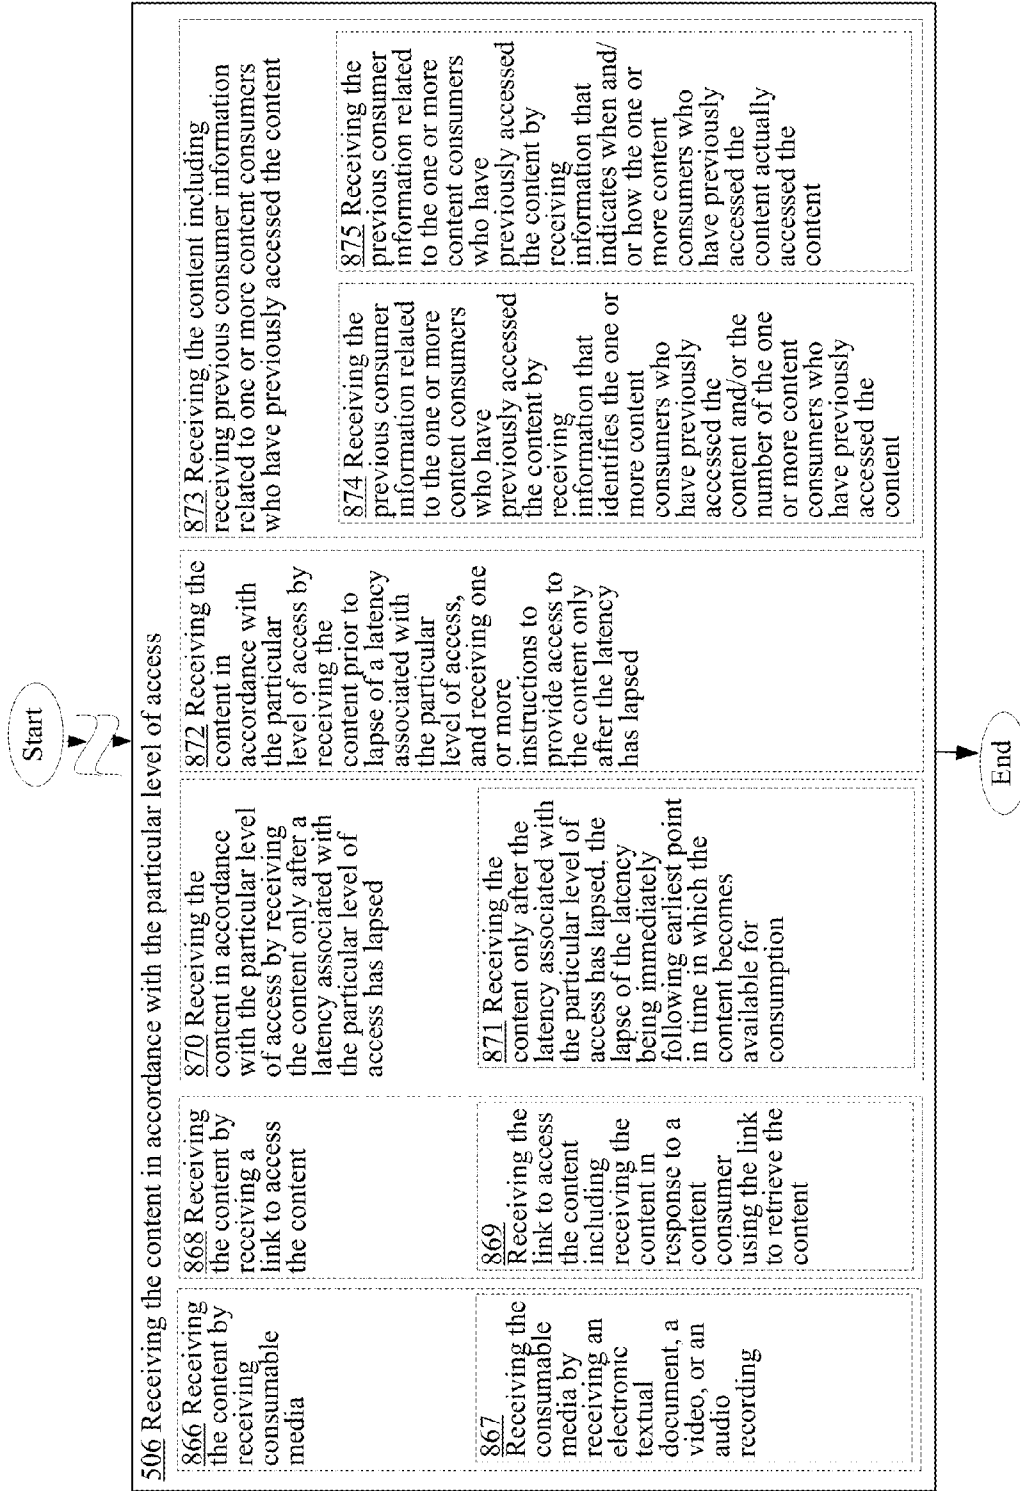 Start
506 Receiving the content in accordance with the particular level of access
866 Receiving
the content by
receiving
consumable
media
867
Receiving the
consumable
media by
receiving an
electronic
textual
document, a
video, or an
audio
recording
868 Receiving
the content by
receiving a
link to access
the content
869
Receiving the
link to access
the content
including
receiving the
content in
response to a
content
consumer
using the link
to retrieve the
content
870 Receiving the
content in accordance
with the particular level
of access by receiving
the content only after a
latency associated with
the particular level of
access has lapsed
871 Receiving the
content only after the
latency associated with
the particular level of
access has lapsed, the
lapse of the latency
being immediately
following earliest point
in time in which the
content becomes
available for
consumption
872 Receiving the
content in
accordance with
the particular
level of access by
receiving the
content prior to
lapse of a latency
associated with
the particular
level of access,
and receiving one
or more
instructions to
provide access to
the content only
after the latency
has lapsed
873 Receiving the content including
receiving previous consumer information
related to one or more content consumers
who have previously accessed the content
874 Receiving the
previous consumer
information related
to the one or more
content consumers
who have
previously accessed
the content by
receiving
information that
identifies the one or
more content
consumers who
have previously
accessed the
content and/or the
number of the one
or more content
consumers who
have previously
accessed the
content
875 Receiving the
previous consumer
information related
to the one or more
content consumers
who have
previously accessed
the content by
receiving
information that
indicates when and/
or how the one or
more content
consumers who
have previously
accessed the
content actually
accessed the
content
End